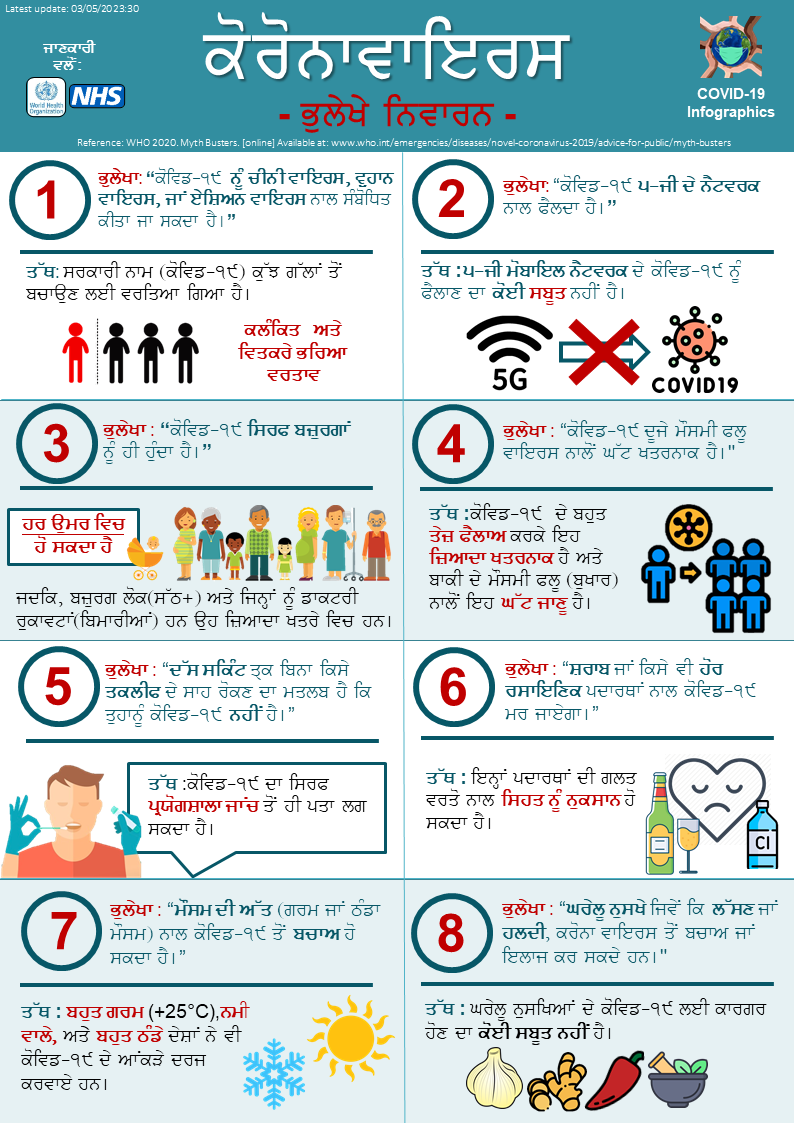 Last update: 03/05/2023:30
ਜਾਣਕਾਰੀ
ਵਲੋਂ:
World Health
Organization
NHS
ਕੋਰੋਨਾਵਾਇਰਸ
- ਭੁਲੇਖੇ ਨਿਵਾਰਨ -
COVID-19
Infographics
Reference: WHO 2020. Myth Busters. [online] Available at: www.who.int/emergencies/diseases/novel-coronavirus-2019/advice-for-public/myth-busters
1
ਭੁਲੇਖਾ: “ਕੋਵਿਡ-੧੯ ਨੂੰ ਚੀਨੀ ਵਾਇਰਸ, ਵੁਹਾਨ
ਵਾਇਰਸ, ਜਾਂ ਏਸ਼ਿਅਨ ਵਾਇਰਸ ਨਾਲ ਸੰਬੋਧਿਤ
ਕੀਤਾ ਜਾ ਸਕਦਾ ਹੈ।”
ਤੱਥ: ਸਰਕਾਰੀ ਨਾਮ (ਕੋਵਿਡ-੧੯) ਕੁੱਝ ਗੱਲਾਂ ਤੋਂ
ਬਚਾਉਣ ਲਈ ਵਰਤਿਆ ਗਿਆ ਹੈ।
ਕਲੰਕਿਤ ਅਤੇ
ਵਿਤਕਰੇ ਭਰਿਆ
ਵਰਤਾਵ
2
ਭੁਲੇਖਾ: “ਕੋਵਿਡ-੧੯ ੫-ਜੀ ਦੇ ਨੈਟਵਰਕ
ਨਾਲ ਫੈਲਦਾ ਹੈ।”
ਤੱਥ :੫-ਜੀ ਮੋਬਾਇਲ ਨੈਟਵਰਕ ਦੇ ਕੋਵਿਡ-੧੯ ਨੂੰ
ਫੈਲਾਣ ਦਾ ਕੋਈ ਸਬੂਤ ਨਹੀਂ ਹੈ।
5G
COVID19
3
ਭੁਲੇਖਾ : “ਕੋਵਿਡ-੧੯ ਸਿਰਫ ਬਜ਼ੁਰਗਾਂ
ਨੂੰ ਹੀ ਹੁੰਦਾ ਹੈ।”
ਹਰ ਉਮਰ ਵਿਚ
ਹੋ ਸਕਦਾ ਹੈ
ਜਦਕਿ, ਬਜ਼ੁਰਗ ਲੋਕ(ਸੱਠ+) ਅਤੇ ਜਿਨ੍ਹਾਂ ਨੂੰ ਡਾਕਟਰੀ
ਰੁਕਾਵਟਾਂ(ਬਿਮਾਰੀਆਂ) ਹਨ ਉਹ ਜ਼ਿਆਦਾ ਖਤਰੇ ਵਿਚ ਹਨ।
4
ਭੁਲੇਖਾ : “ਕੋਵਿਡ-੧੯ ਦੂਜੇ ਮੌਸਮੀ ਫਲੂ
ਵਾਇਰਸ ਨਾਲੋਂ ਘੱਟ ਖਤਰਨਾਕ ਹੈ।"
ਤੱਥ :ਕੋਵਿਡ-੧੯ ਦੇ ਬਹੁਤ
ਤੇਜ਼ ਫੈਲਾਅ ਕਰਕੇ ਇਹ
ਜ਼ਿਆਦਾ ਖਤਰਨਾਕ ਹੈ ਅਤੇ
ਬਾਕੀ ਦੇ ਮੌਸਮੀ ਫਲੂ (ਬੁਖਾਰ)
ਨਾਲੋਂ ਇਹ ਘੱਟ ਜਾਣੂ ਹੈ।
5
ਭੁਲੇਖਾ : “ਦੱਸ ਸਕਿੰਟ ਤ੍ਕ ਬਿਨਾ ਕਿਸੇ
ਤਕਲੀਫ ਦੇ ਸਾਹ ਰੋਕਣ ਦਾ ਮਤਲਬ ਹੈ ਕਿ
ਤੁਹਾਨੂੰ ਕੋਵਿਡ-੧੯ ਨਹੀਂ ਹੈ।”
ਤੱਥ :ਕੋਵਿਡ-੧੯ ਦਾ ਸਿਰਫ
ਪ੍ਰਯੋਗਸ਼ਾਲਾ ਜਾਂਚ ਤੋਂ ਹੀ ਪਤਾ ਲਗ
ਸਕਦਾ ਹੈ।
6
ਭੁਲੇਖਾ : “ਸ਼ਰਾਬ ਜਾਂ ਕਿਸੇ ਵੀ ਹੋਰ
ਰਸਾਇਣਿਕ ਪਦਾਰਥਾਂ ਨਾਲ ਕੋਵਿਡ-੧੯
ਮਰ ਜਾਏਗਾ।”
ਤੱਥ : ਇਨ੍ਹਾਂ ਪਦਾਰਥਾਂ ਦੀ ਗਲਤ
ਵਰਤੋ ਨਾਲ ਸਿਹਤ ਨੂੰ ਨੁਕਸਾਨ ਹੋ
ਸਕਦਾ ਹੈ।
Cl
7
ਭੁਲੇਖਾ : “ਮੌਸਮ ਦੀ ਅੱਤ (ਗਰਮ ਜਾਂ ਠੰਡਾ
ਮੌਸਮ) ਨਾਲ ਕੋਵਿਡ-੧੯ ਤੋਂ ਬਚਾਅ ਹੋ
ਸਕਦਾ ਹੈ।”
ਤੱਥ : ਬਹੁਤ ਗਰਮ (+25°C),ਨਮੀ
ਵਾਲੇ, ਅਤੇ ਬਹੁਤ ਠੰਡੇ ਦੇਸ਼ਾਂ ਨੇ ਵੀ
ਕੋਵਿਡ-੧੯ ਦੇ ਆਂਕੜੇ ਦਰਜ
ਕਰਵਾਏ ਹਨ।
8
ਭੁਲੇਖਾ : “ਘਰੇਲੂ ਨੁਸਖੇ ਜਿਵੇਂ ਕਿ ਲੱਸਣ ਜਾਂ
ਹਲਦੀ, ਕਰੋਨਾ ਵਾਇਰਸ ਤੋਂ ਬਚਾਅ ਜਾਂ
ਇਲਾਜ ਕਰ ਸਕਦੇ ਹਨ।"
ਤੱਥ : ਘਰੇਲੂ ਨੁਸਖਿਆਂ ਦੇ ਕੋਵਿਡ-੧੯ ਲਈ ਕਾਰਗਰ
ਹੋਣ ਦਾ ਕੋਈ ਸਬੂਤ ਨਹੀਂ ਹੈ।